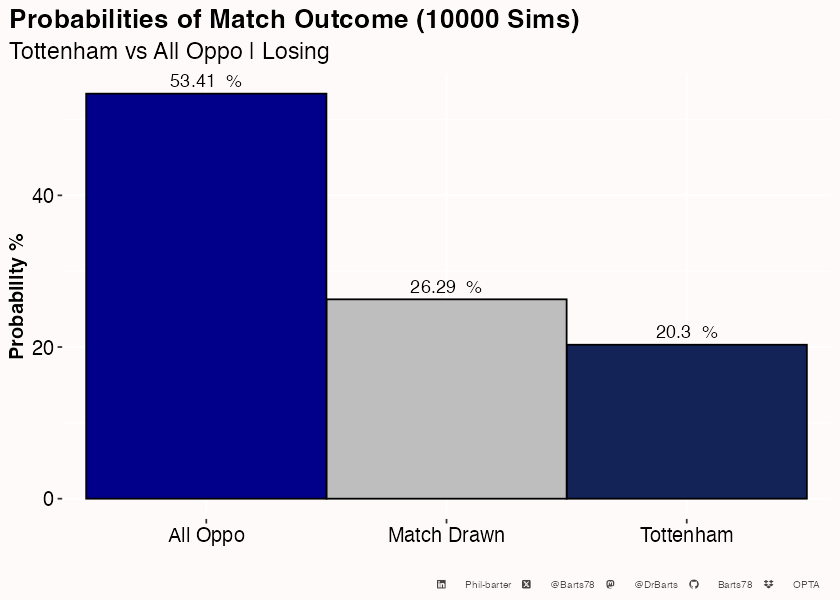 Probabilities of Match Outcome (10000 Sims)
Tottenham vs All Oppo | Losing
53.41 %
40
26.29 %
Probability %
20.3 %
20
0
All Oppo Match Drawn Tottenham
Phil-barter @Barts78 @DrBarts Barts78 OPTA